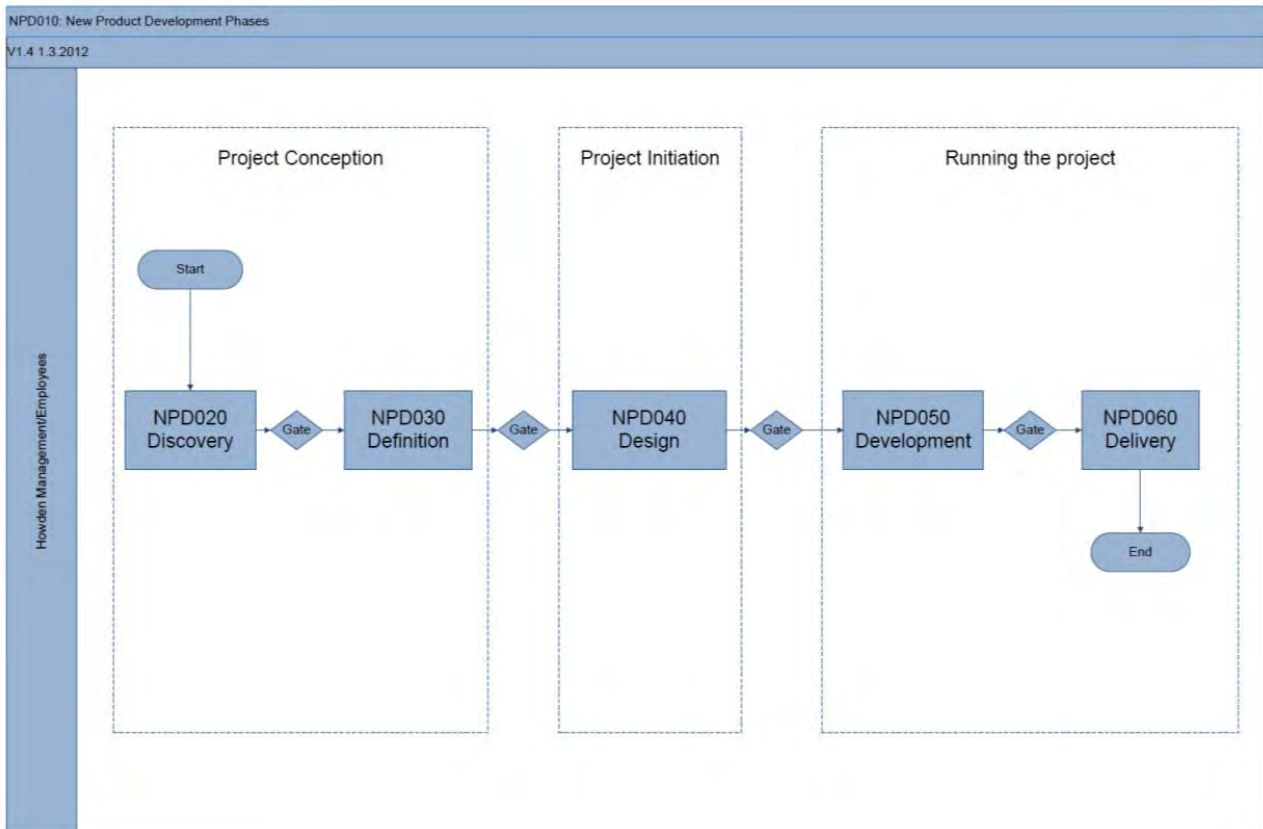 NPD010: New Product Development Phases
V1.4 1.3.2012
Howden Management/Employees
Project Conception
Project Initiation
Running the project
Start
NPD020
Discovery
Gate
NPD030
Definition
Gate
NPD040
Design
Gate
NPD050
Development
Gate
NPD060
Delivery
End